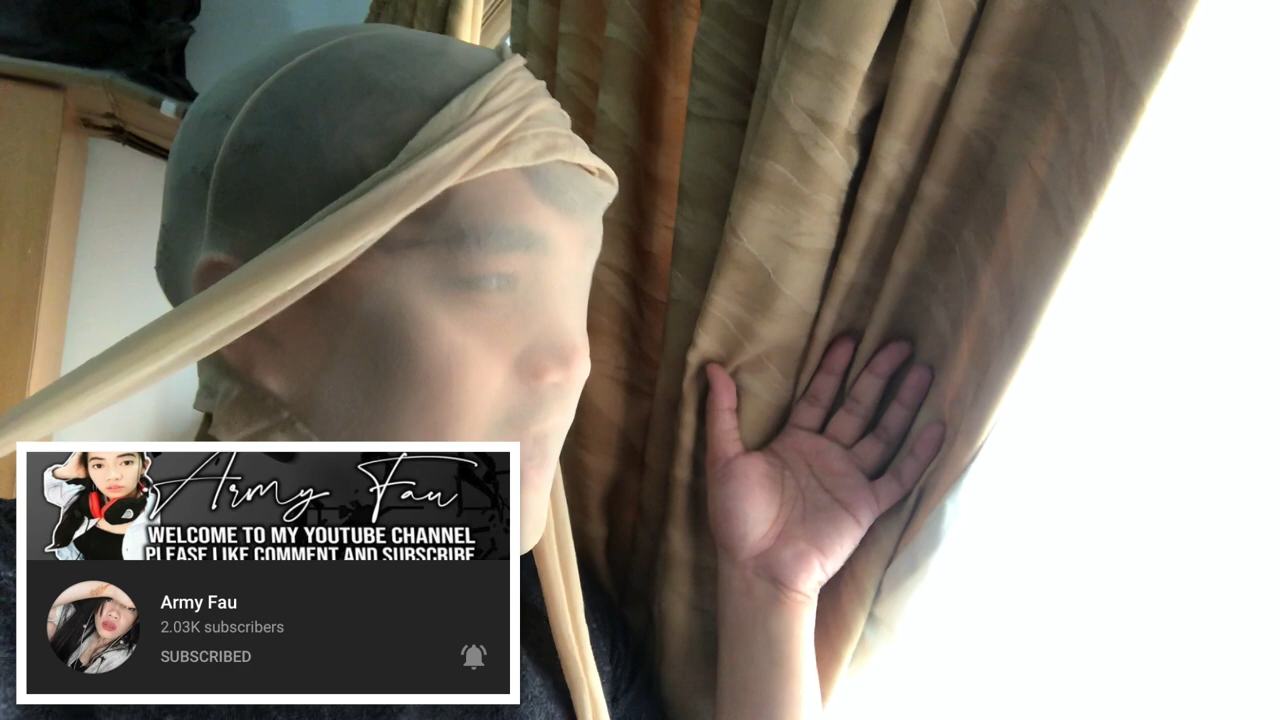 Army Fau
WELCOME TO MY YOUTUBE CHANNEL
PLEASE LIKE COMMENT AND SUBSCRIBE
Army Fau
2.03K subscribers
SUBSCRIBED